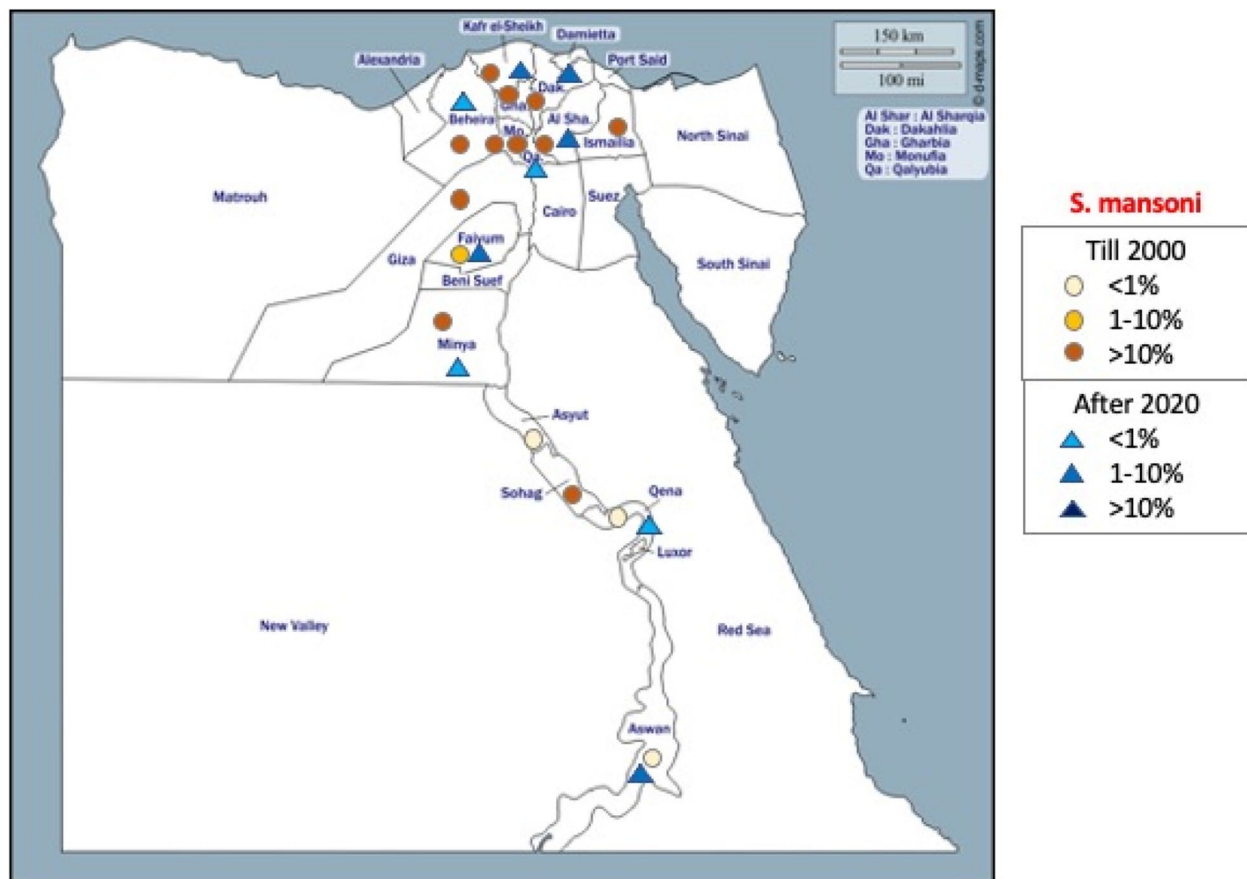 Kafr el-Sheikh
Damietta
Alexandria
Port Said
150 km
100 mi
© d-maps.com
Dak.
Gha.
Beheira
Al Sha.
Mo.
Ismailia
Qa.
North Sinai
Al Shar : Al Sharqia
Dak : Dakahlia
Gha : Gharbia
Mo : Monufia
Qa : Qalyubia
Matrouh
Cairo
Suez
Giza
Faiyum
Beni Suef
South Sinai
Minya
Asyut
Sohag
Qena
Luxor
New Valley
Red Sea
Aswan
S. mansoni
Till 2000
<1%
1-10%
>10%
After 2020
<1%
1-10%
>10%